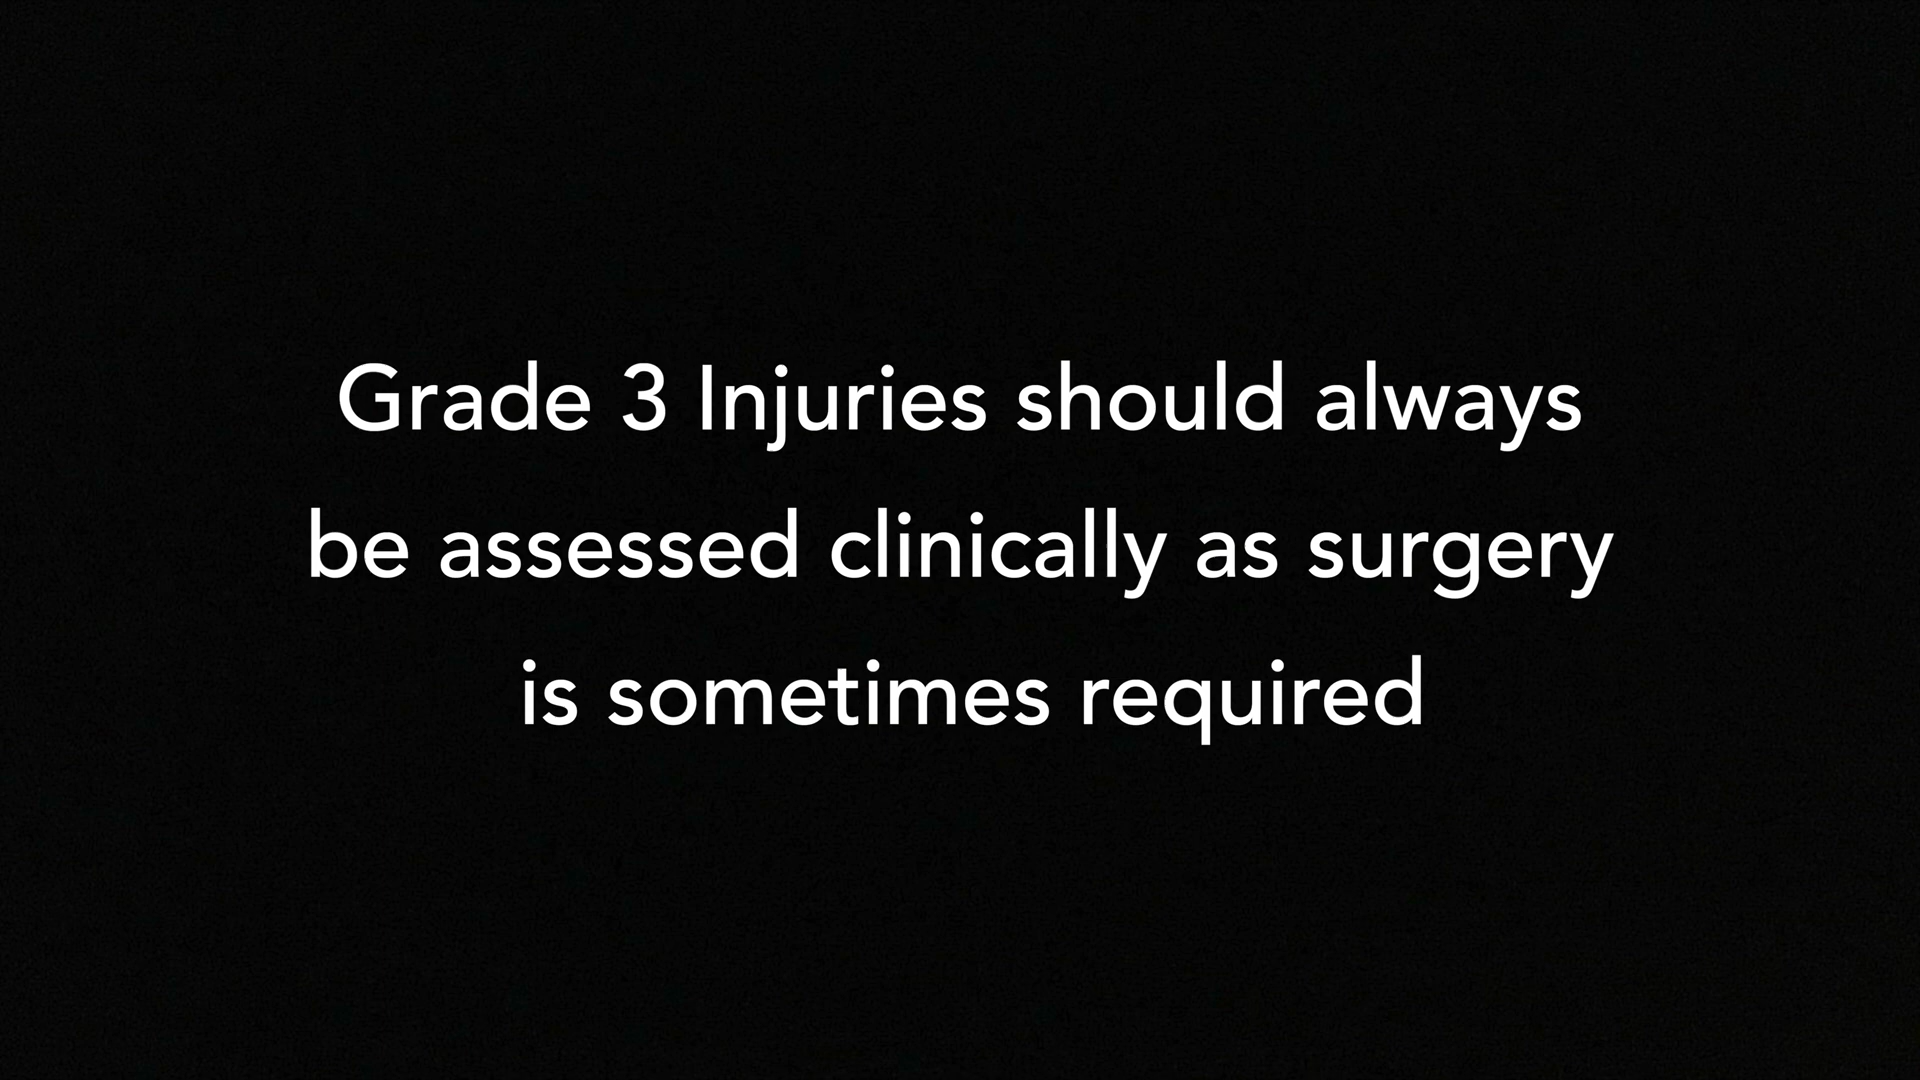 Grade 3 Injuries should always
be assessed clinically as surgery
is sometimes required